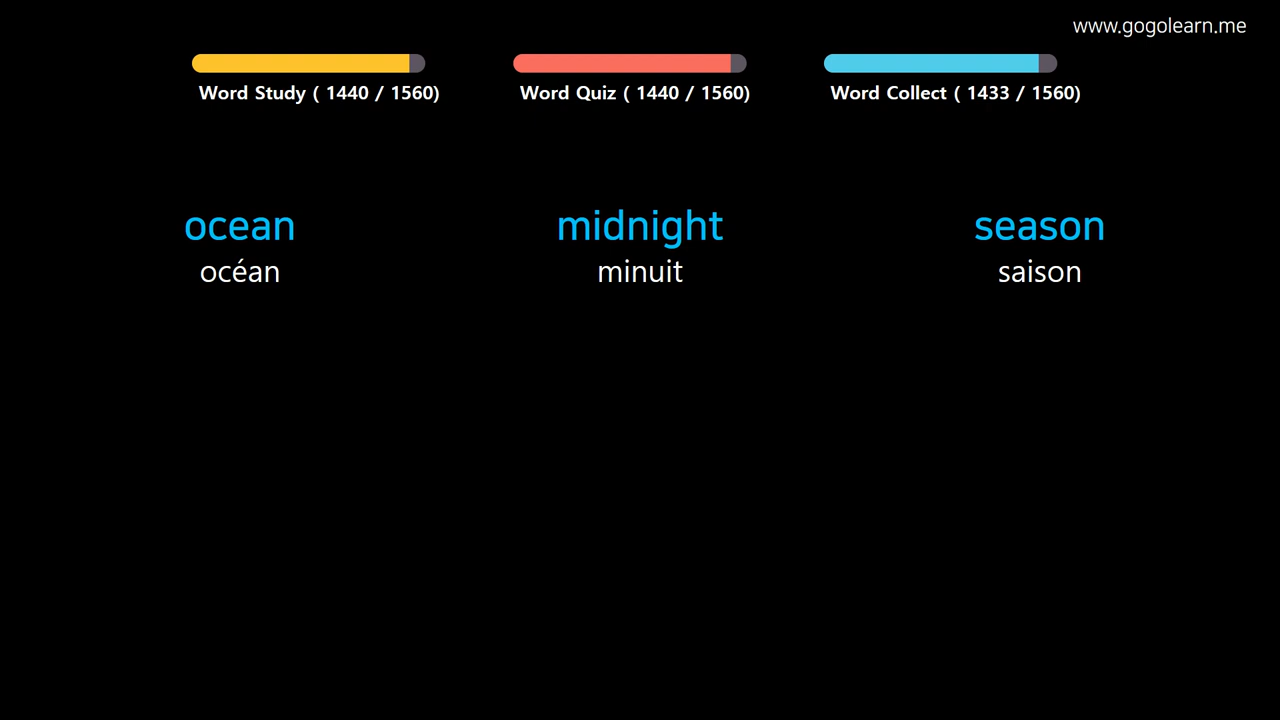 www.gogolearn.me
Word Study ( 1440 / 1560) Word Quiz ( 1440 / 1560) Word Collect ( 1433 / 1560)
ocean midnight season
océan minuit saison